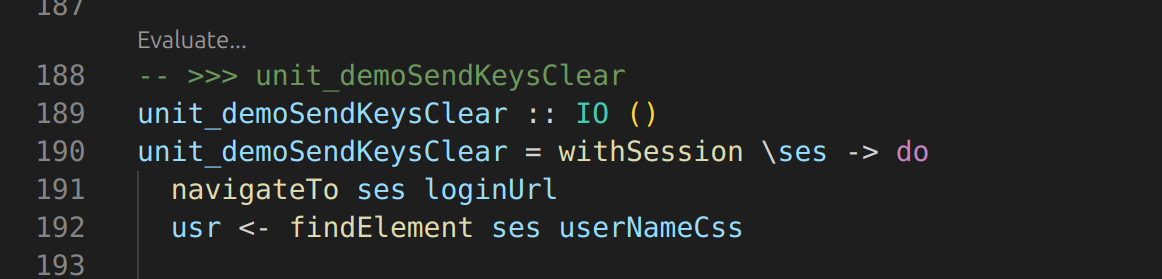 187
Evaluate...
188 -- >>> unit_demoSendKeysClear
189 unit_demoSendKeysClear :: IO ()
190 unit_demoSendKeysClear = withSession \ses -> do
191 navigateTo ses loginUrl
192 usr <- findElement ses userNameCss
193